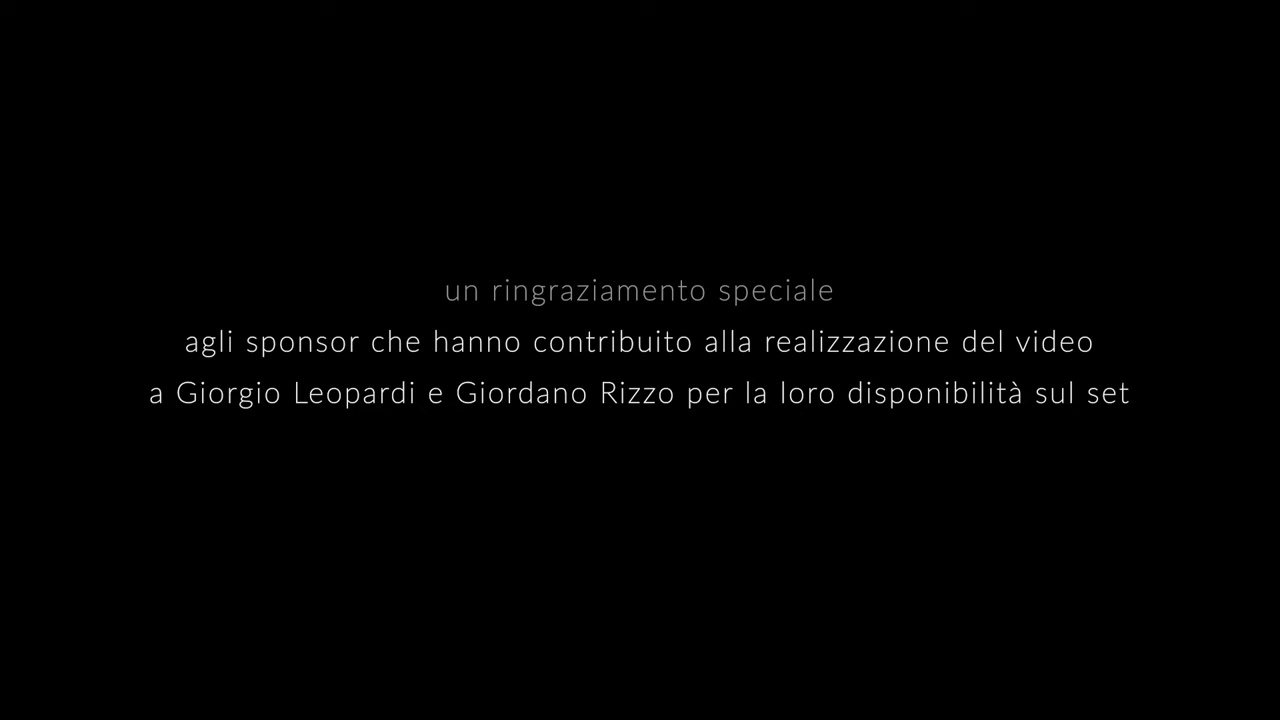 un ringraziamento speciale
agli sponsor che hanno contribuito alla realizzazione del video
a Giorgio Leopardi e Giordano Rizzo per la loro disponibilità sul set